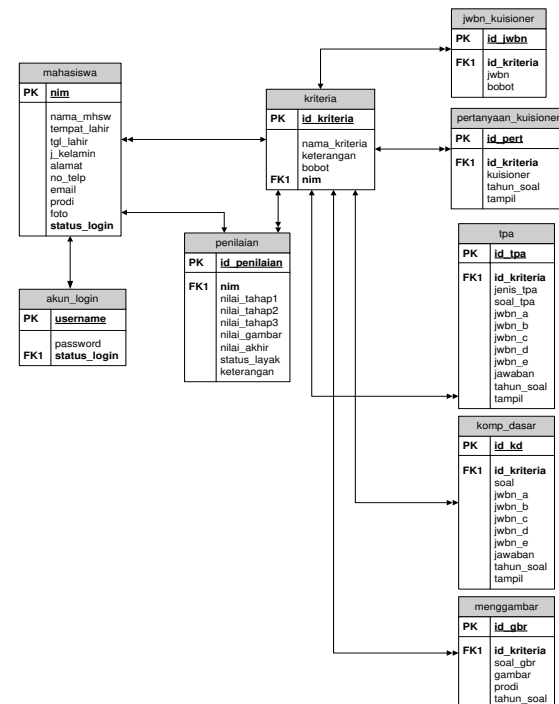 jwbn_kuisioner
PK id_jwbn
FK1 id_kriteria
jwbn
bobot
mahasiswa
PK nim
nama_mhsw
tempat_lahir
tgl_lahir
j_kelamin
alamat
no_telp
email
prodi
foto
status_login
kriteria
PK id_kriteria
nama_kriteria
keterangan
bobot
FK1 nim
pertanyaan_kuisioner
PK id_pert
FK1 id_kriteria
kuisioner
tahun_soal
tampil
penilaian
PK id_penilaian
FK1 nim
nilai_tahap1
nilai_tahap2
nilai_tahap3
nilai_gambar
nilai_akhir
status_layak
keterangan
akun_login
PK username
password
FK1 status_login
tpa
PK id_tpa
FK1 id_kriteria
jenis_tpa
soal_tpa
jwbn_a
jwbn_b
jwbn_c
jwbn_d
jwbn_e
jawaban
tahun_soal
tampil
komp_dasar
PK id_kd
FK1 id_kriteria
soal
jwbn_a
jwbn_b
jwbn_c
jwbn_d
jwbn_e
jawaban
tahun_soal
tampil
menggambar
PK id_gbr
FK1 id_kriteria
soal_gbr
gambar
prodi
tahun_soal